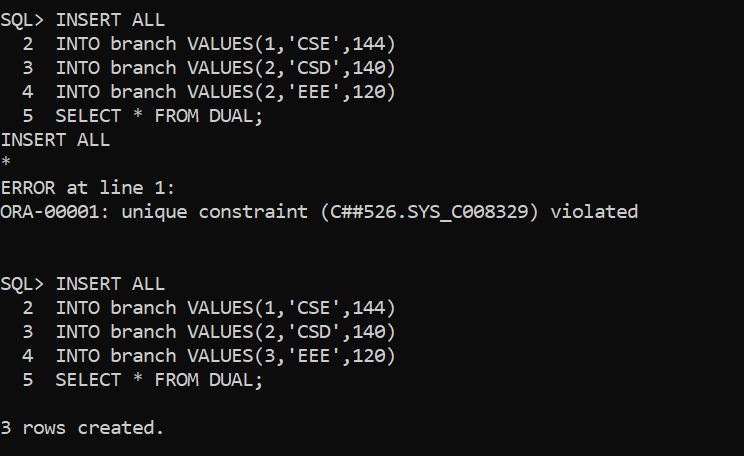 SQL> INSERT ALL
  2  INTO branch VALUES(1,'CSE',144)
  3  INTO branch VALUES(2,'CSD',140)
  4  INTO branch VALUES(2,'EEE',120)
  5  SELECT * FROM DUAL;
INSERT ALL
*
ERROR at line 1:
ORA-00001: unique constraint (C##526.SYS_C008329) violated
SQL> INSERT ALL
  2  INTO branch VALUES(1,'CSE',144)
  3  INTO branch VALUES(2,'CSD',140)
  4  INTO branch VALUES(3,'EEE',120)
  5  SELECT * FROM DUAL;
3 rows created.